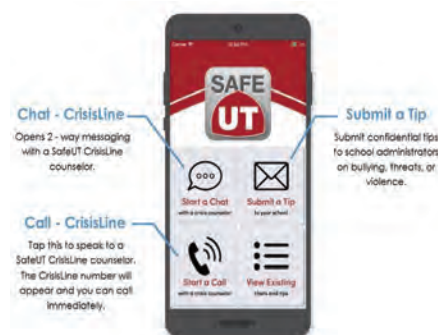 SAFE
UT
Chat - CrisisLine
Opens 2 - way messaging
with a SafeUT CrisisLine
counselor.
Submit a Tip
Submit confidential tips
to school administrators
on bullying, threats, or
violence.
Start a Chat
with a crisis counselor
Submit a Tip
to your school
Call - CrisisLine
Tap this to speak to a
SafeUT CrisisLine counselor.
The CrisisLine number will
appear and you can call
immediately.
Start a Call
with a crisis counselor
View Existing
chats and tips